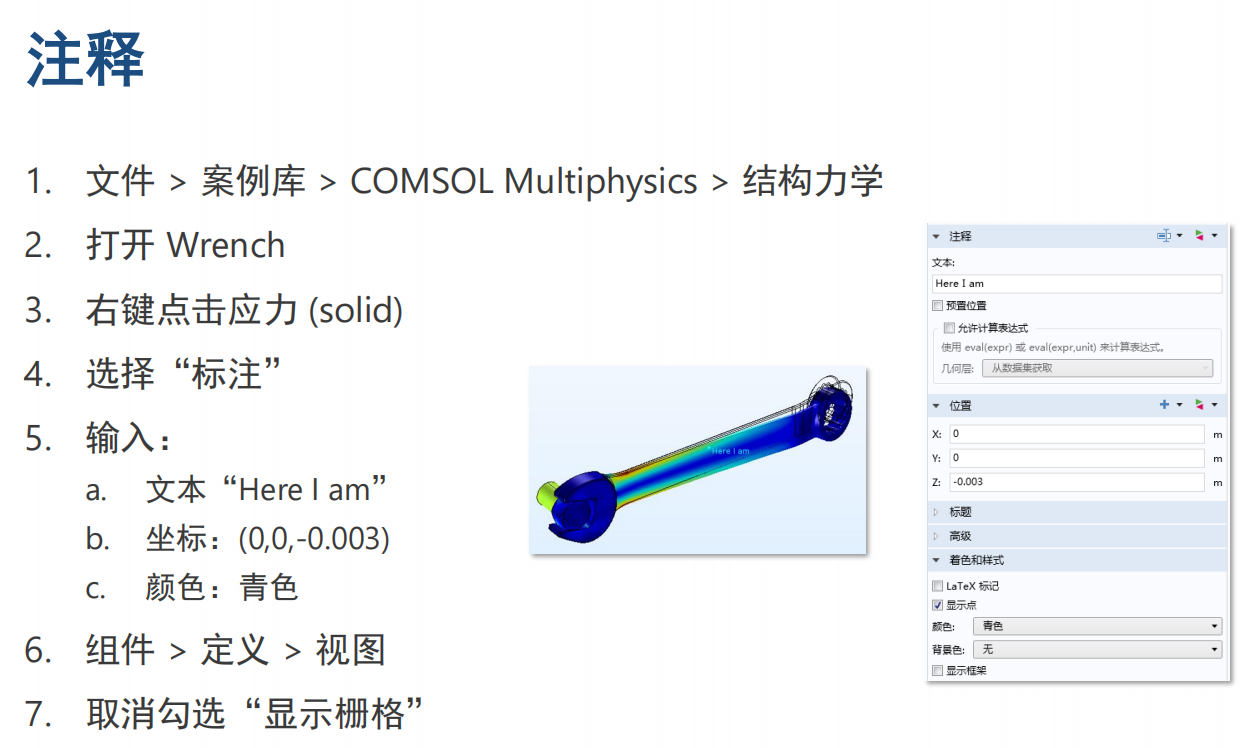 注释
1. 文件 > 案例库 > COMSOL Multiphysics > 结构力学
2. 打开 Wrench
3. 右键点击应力 (solid)
4. 选择“标注”
5. 输入：
a. 文本“Here I am”
b. 坐标：(0,0,-0.003)
c. 颜色：青色
6. 组件 > 定义 > 视图
7. 取消勾选“显示栅格”
Here I am
注释
文本:
Here I am
预置位置
允许计算表达式
使用 eval(expr) 或 eval(expr,unit) 来计算表达式。
几何层: 从数据集获取
位置
X: 0 m
Y: 0 m
Z: -0.003 m
标题
高级
着色和样式
LaTeX 标记
显示点
颜色: 青色
背景色: 无
显示框架